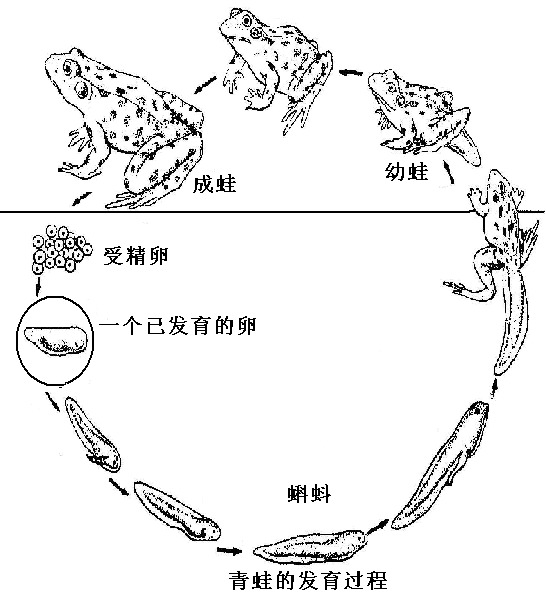 成蛙
幼蛙
受精卵
一个已发育的卵
蝌蚪
青蛙的发育过程